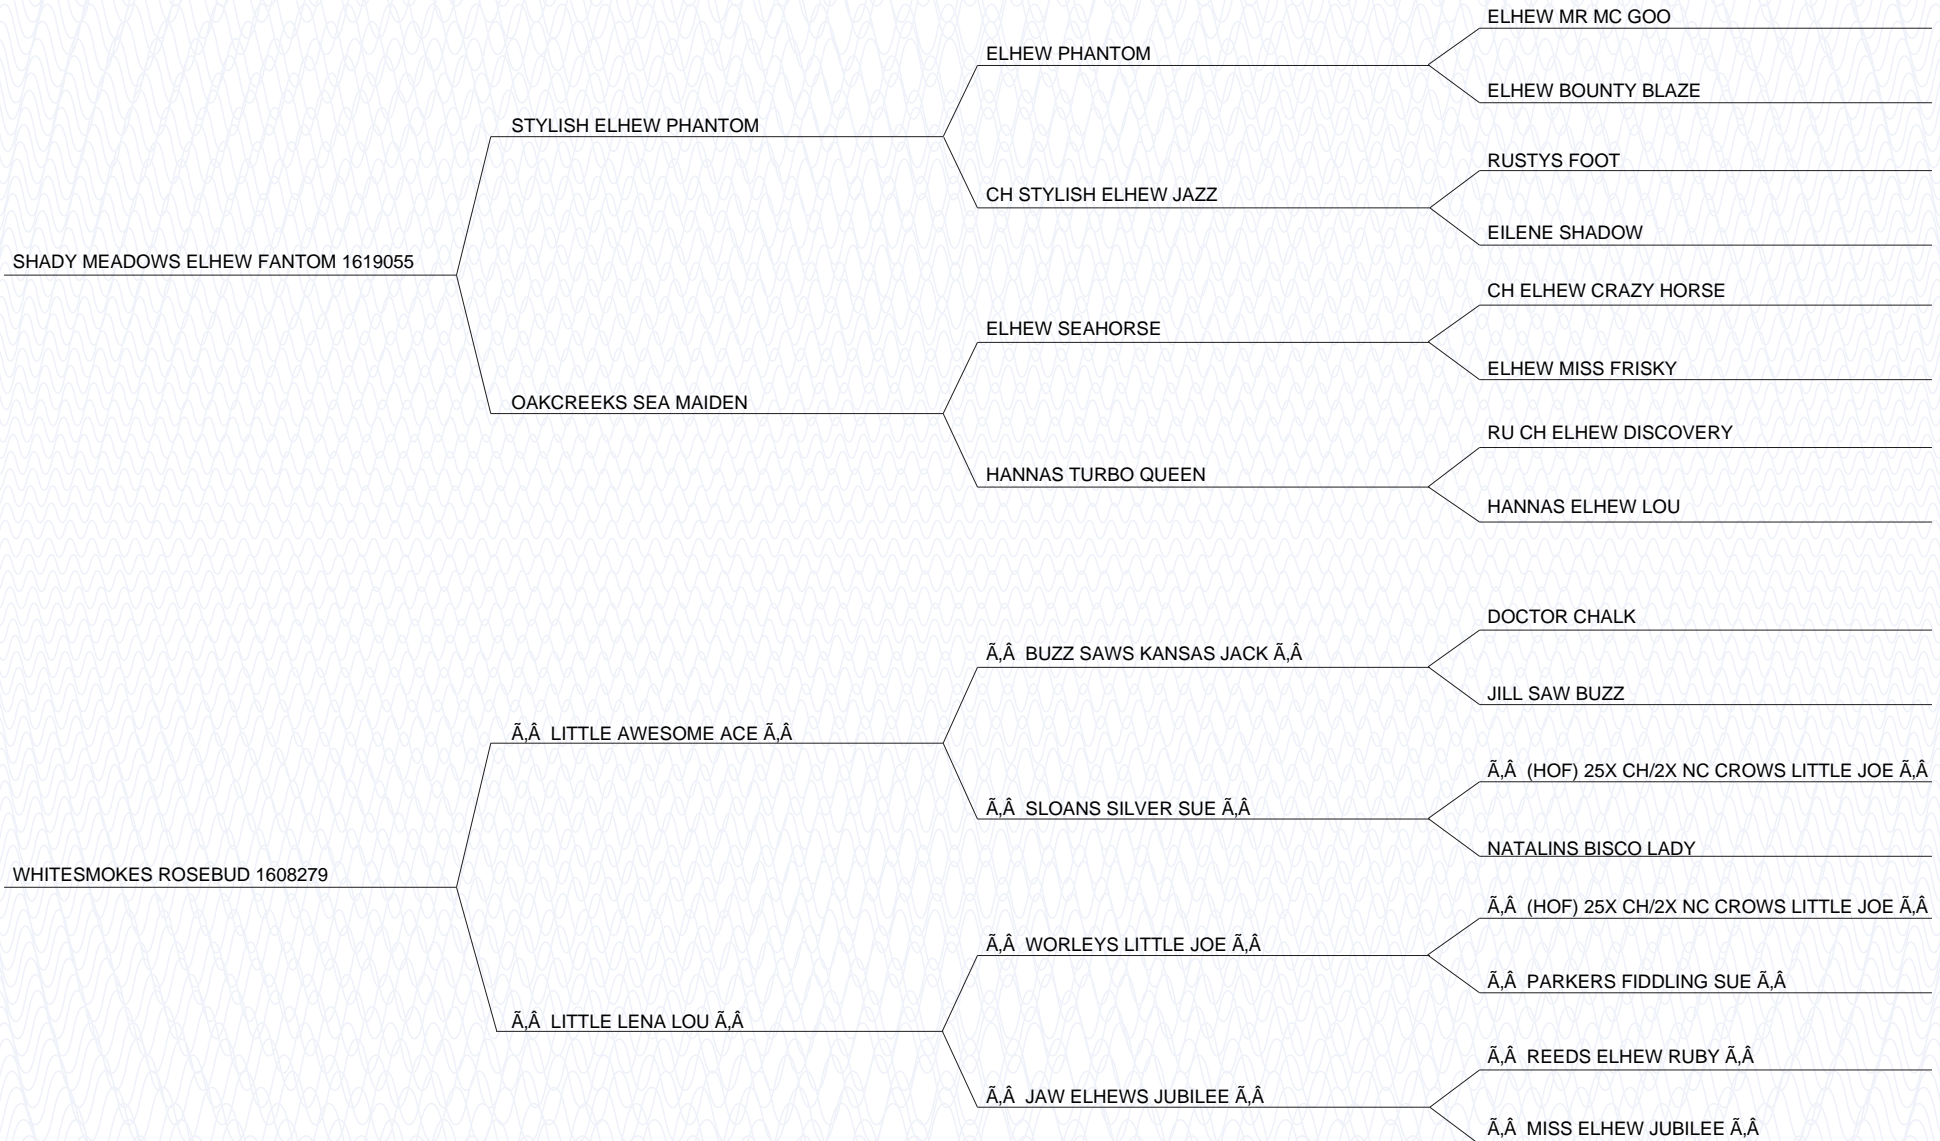 ELHEW MR MC GOO
ELHEW PHANTOM
ELHEW BOUNTY BLAZE
STYLISH ELHEW PHANTOM
RUSTYS FOOT
CH STYLISH ELHEW JAZZ
EILENE SHADOW
SHADY MEADOWS ELHEW FANTOM 1619055
CH ELHEW CRAZY HORSE
ELHEW SEAHORSE
ELHEW MISS FRISKY
OAKCREEKS SEA MAIDEN
RU CH ELHEW DISCOVERY
HANNAS TURBO QUEEN
HANNAS ELHEW LOU
DOCTOR CHALK
Ã,Â BUZZ SAWS KANSAS JACK Ã,Â
JILL SAW BUZZ
Ã,Â LITTLE AWESOME ACE Ã,Â
Ã,Â (HOF) 25X CH/2X NC CROWS LITTLE JOE Ã,Â
Ã,Â SLOANS SILVER SUE Ã,Â
NATALINS BISCO LADY
WHITESMOKES ROSEBUD 1608279
Ã,Â (HOF) 25X CH/2X NC CROWS LITTLE JOE Ã,Â
Ã,Â WORLEYS LITTLE JOE Ã,Â
Ã,Â PARKERS FIDDLING SUE Ã,Â
Ã,Â LITTLE LENA LOU Ã,Â
Ã,Â REEDS ELHEW RUBY Ã,Â
Ã,Â JAW ELHEWS JUBILEE Ã,Â
Ã,Â MISS ELHEW JUBILEE Ã,Â